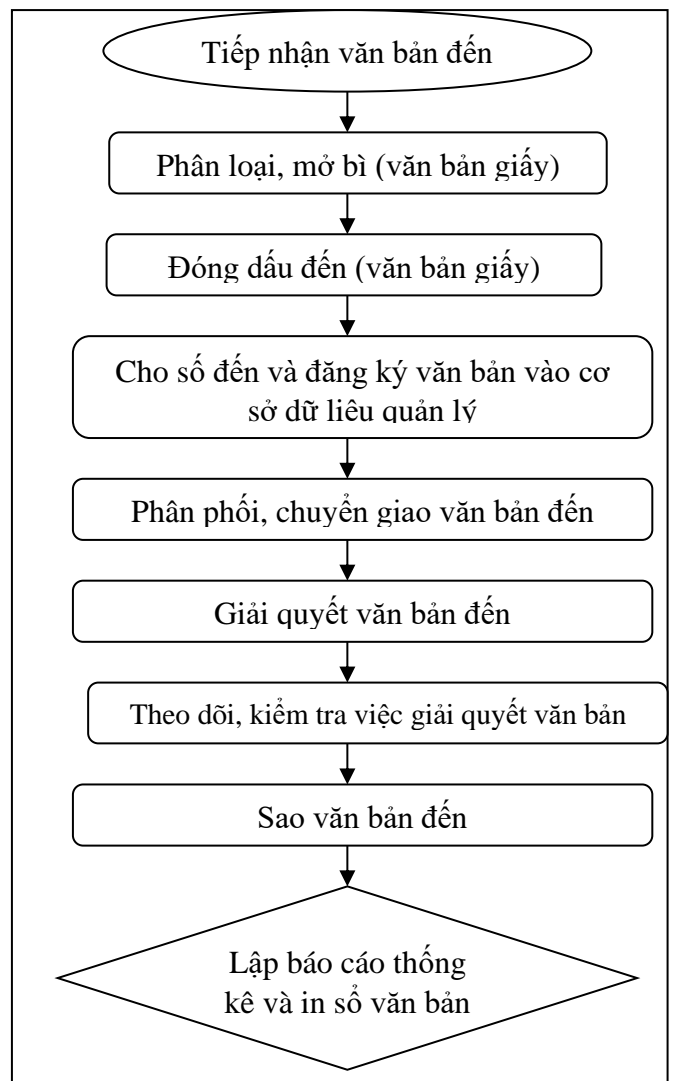 Tiếp nhận văn bản đến
Phân loại, mở bì (văn bản giấy)
Đóng dấu đến (văn bản giấy)
Cho số đến và đăng ký văn bản vào cơ
sở dữ liệu quản lý
Phân phối, chuyển giao văn bản đến
Giải quyết văn bản đến
Theo dõi, kiểm tra việc giải quyết văn bản
Sao văn bản đến
Lập báo cáo thống
kê và in sổ văn bản